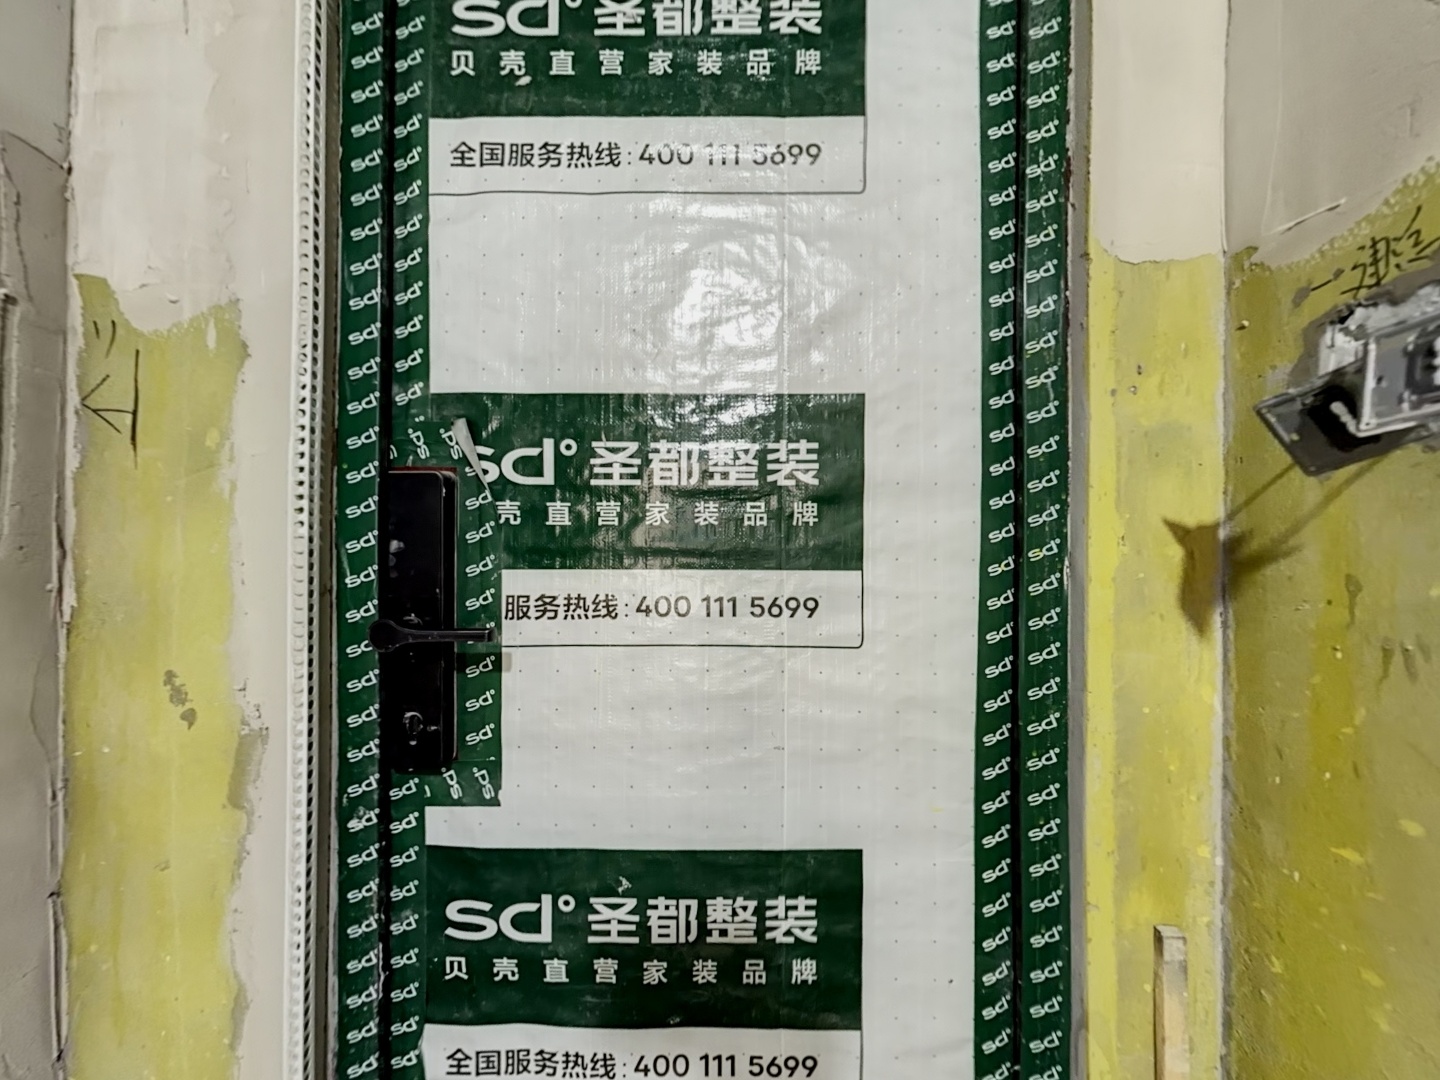 sd° 圣都整装
贝壳直营家装品牌
全国服务热线:400 111 5699
sd° 圣都整装
壳直营家装品牌
服务热线:400 111 5699
sd° 圣都整装
贝壳直营家装品牌
全国服务热线:400 111 5699